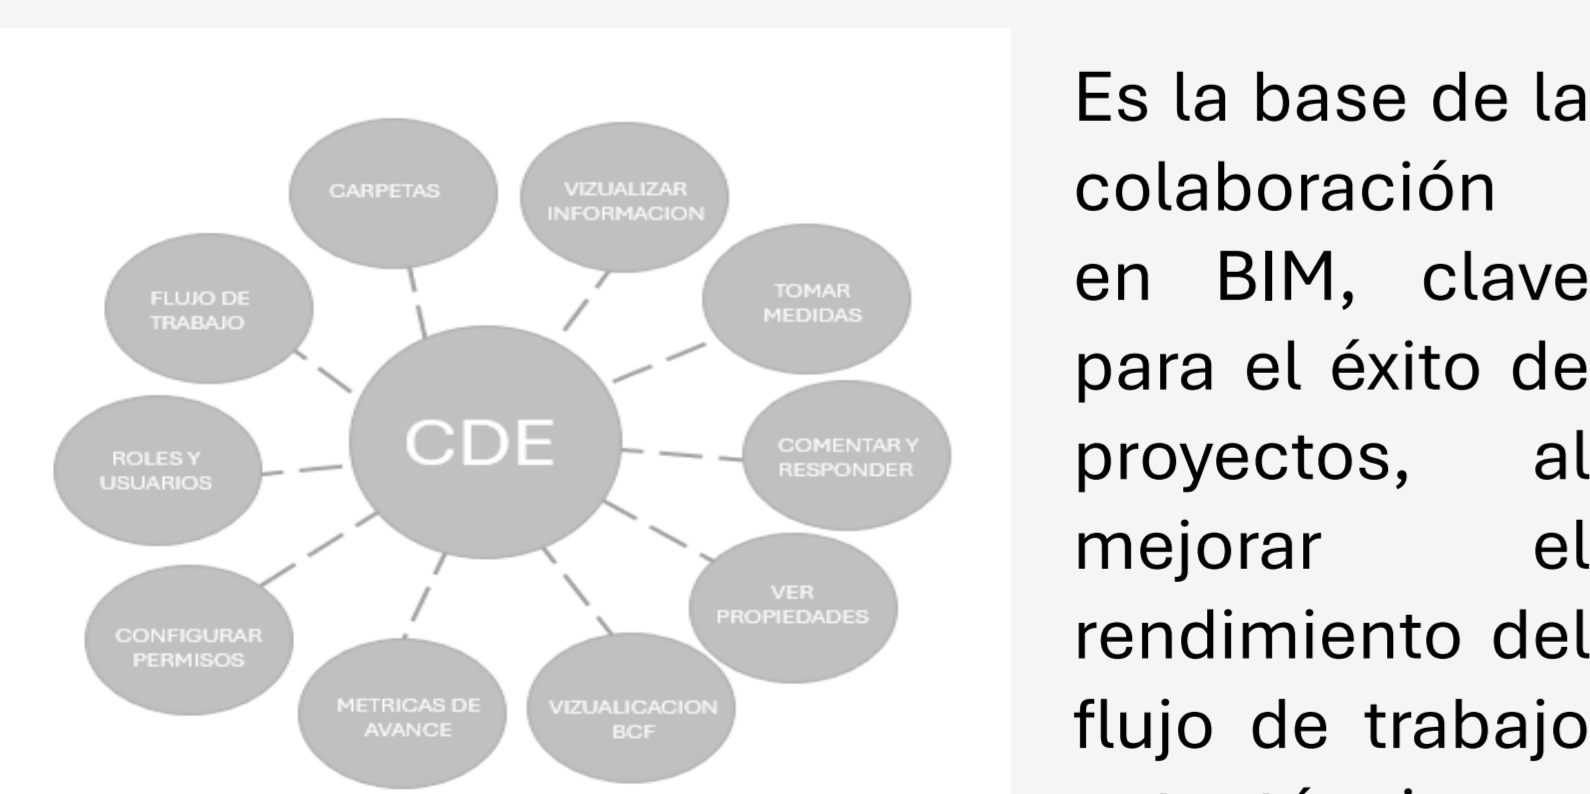 CARPETAS
VIZUALIZAR
INFORMACION
TOMAR
MEDIDAS
COMENTAR Y
RESPONDER
VER
PROPIEDADES
VIZUALICACION
BCF
METRICAS DE
AVANCE
CONFIGURAR
PERMISOS
ROLES Y
USUARIOS
FLUJO DE
TRABAJO
CDE
Es la base de la
colaboración
en BIM, clave
para el éxito de
proyectos, al
mejorar el
rendimiento del
flujo de trabajo